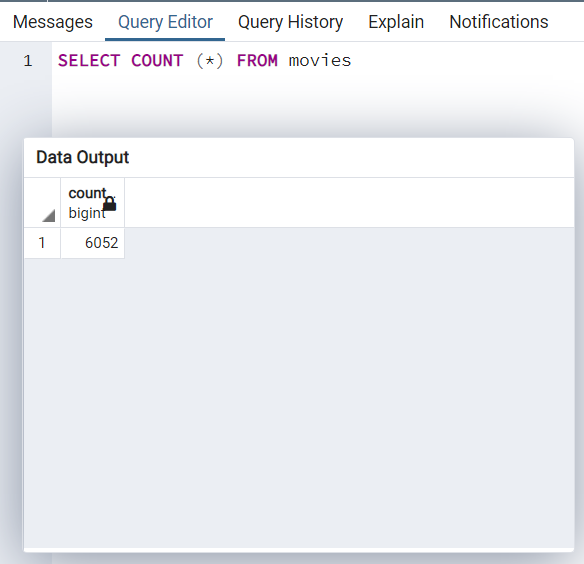 Messages Query Editor Query History Explain Notifications
1 SELECT COUNT (*) FROM movies
Data Output
count
bigint
1 6052